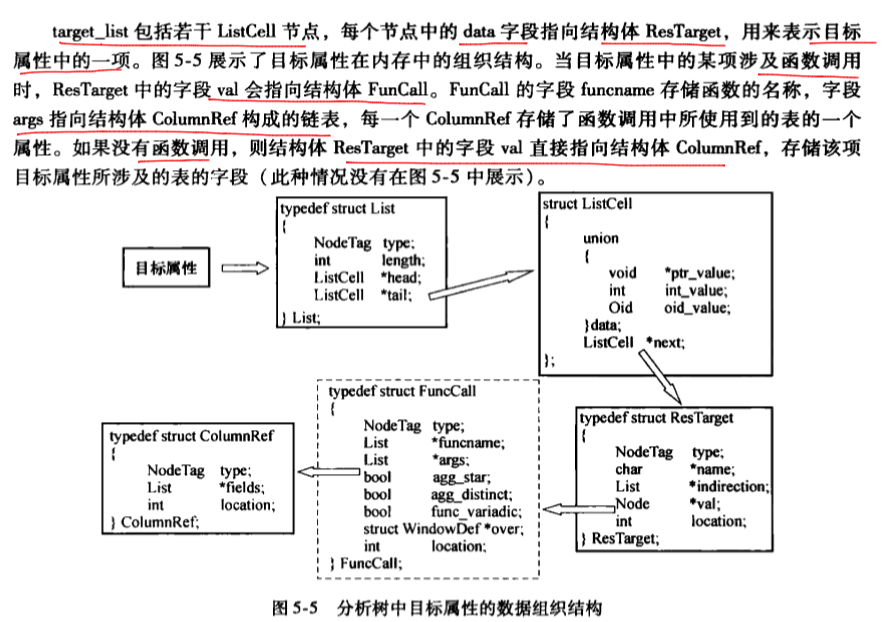 target_list 包括若干 ListCell 节点，每个节点中的 data 字段指向结构体 ResTarget，用来表示目标
属性中的一项。图 5-5 展示了目标属性在内存中的组织结构。当目标属性中的某项涉及函数调用
时，ResTarget 中的字段 val 会指向结构体 FunCall。FunCall 的字段 funcname 存储函数的名称，字段
args 指向结构体 ColumnRef 构成的链表，每一个 ColumnRef 存储了函数调用中所使用到的表的一个
属性。如果没有函数调用，则结构体 ResTarget 中的字段 val 直接指向结构体 ColumnRef，存储该项
目标属性所涉及的表的字段（此种情况没有在图 5-5 中展示）。
目标属性
typedef struct List
{
NodeTag type;
int length;
ListCell *head;
ListCell *tail;
} List;
struct ListCell
{
union
{
void *ptr_value;
int int_value;
Oid oid_value;
}data;
ListCell *next;
};
typedef struct ColumnRef
{
NodeTag type;
List *fields;
int location;
} ColumnRef;
typedef struct FuncCall
{
NodeTag type;
List *funcname;
List *args;
bool agg_star;
bool agg_distinct;
bool func_variadic;
struct WindowDef *over;
int location;
} FuncCall;
typedef struct ResTarget
{
NodeTag type;
char *name;
List *indirection;
Node *val;
int location;
} ResTarget;
图 5-5 分析树中目标属性的数据组织结构